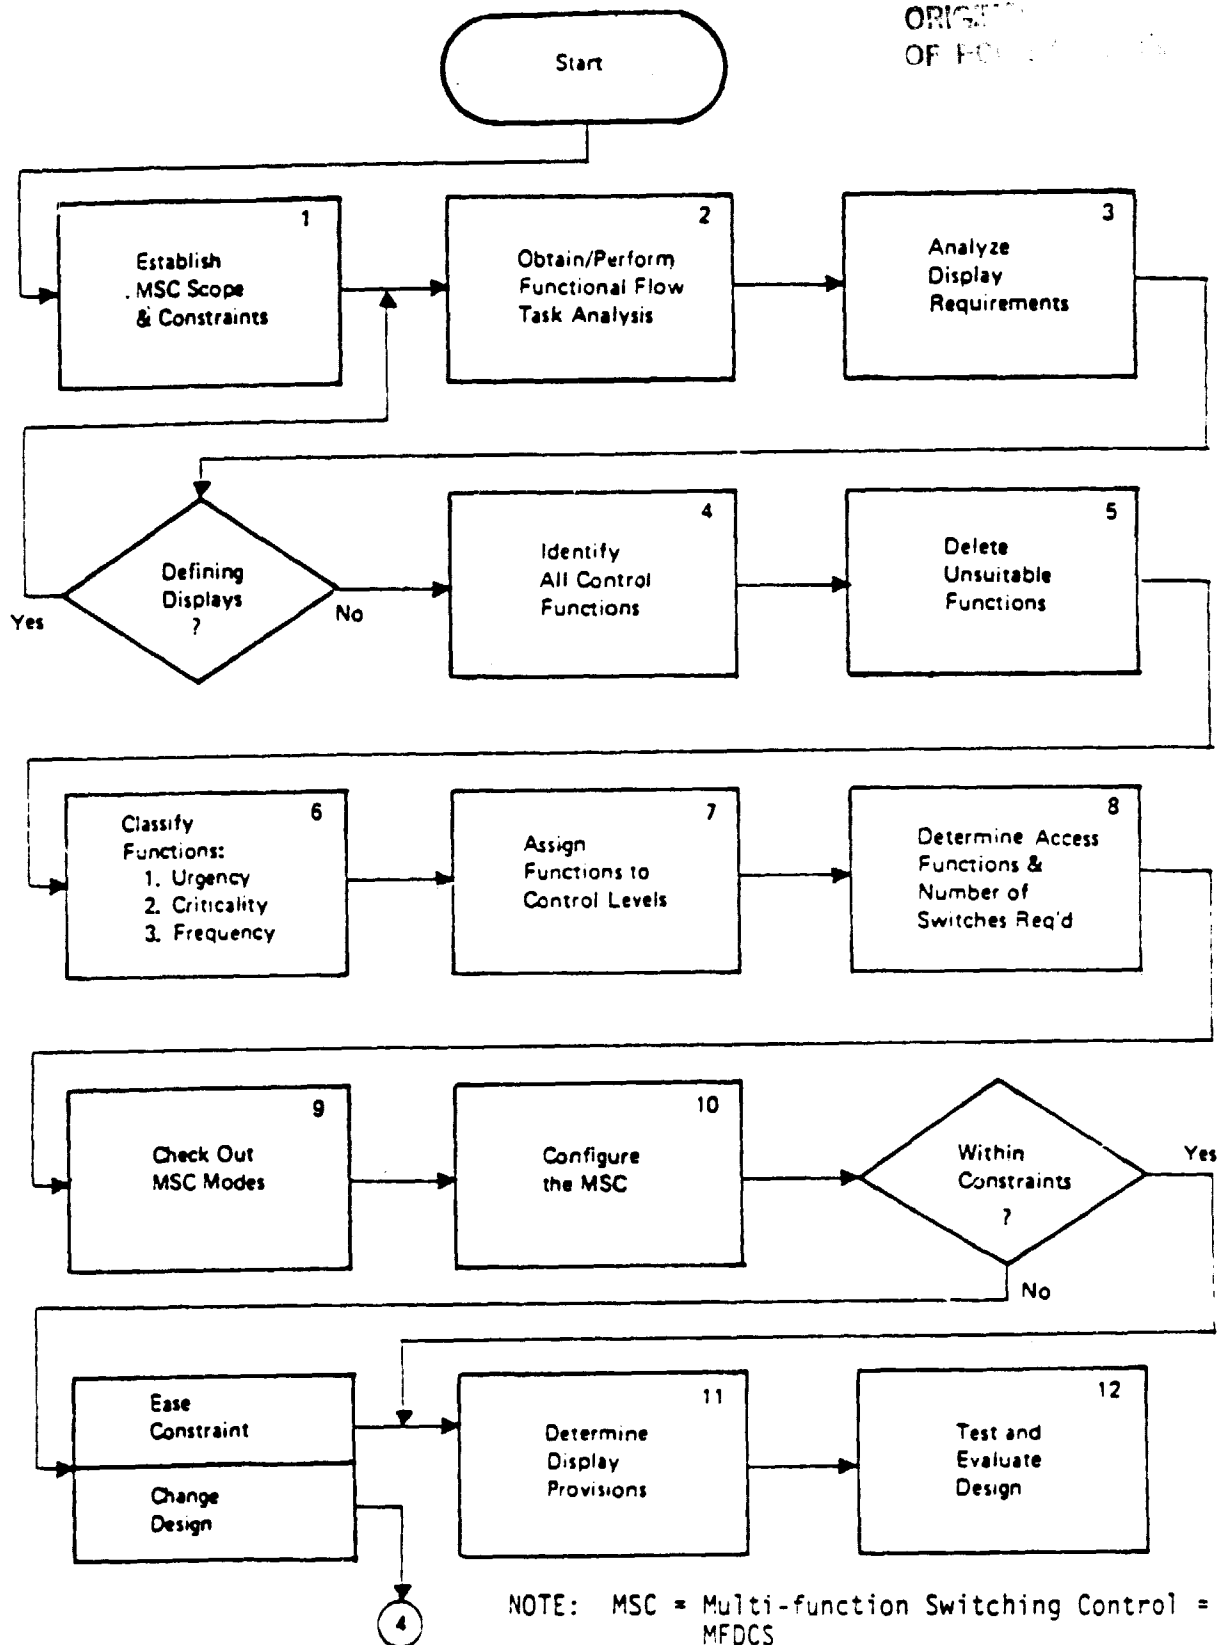 OF
Start
1
Establish
MSC Scope
& Constraints
2
Obtain/Perform
Functional Flow
Task Analysis
3
Analyze
Display
Requirements
Defining
Displays
?
Yes
No
4
Identify
All Control
Functions
5
Delete
Unsuitable
Functions
6
Classify
Functions:
1. Urgency
2. Criticality
3. Frequency
7
Assign
Functions to
Control Levels
8
Determine Access
Functions &
Number of
Switches Req'd
9
Check Out
MSC Modes
10
Configure
the MSC
Within
Constraints
?
Yes
No
Ease
Constraint
Change
Design
4
11
Determine
Display
Provisions
12
Test and
Evaluate
Design
NOTE: MSC = Multi-function Switching Control =
MFDCS